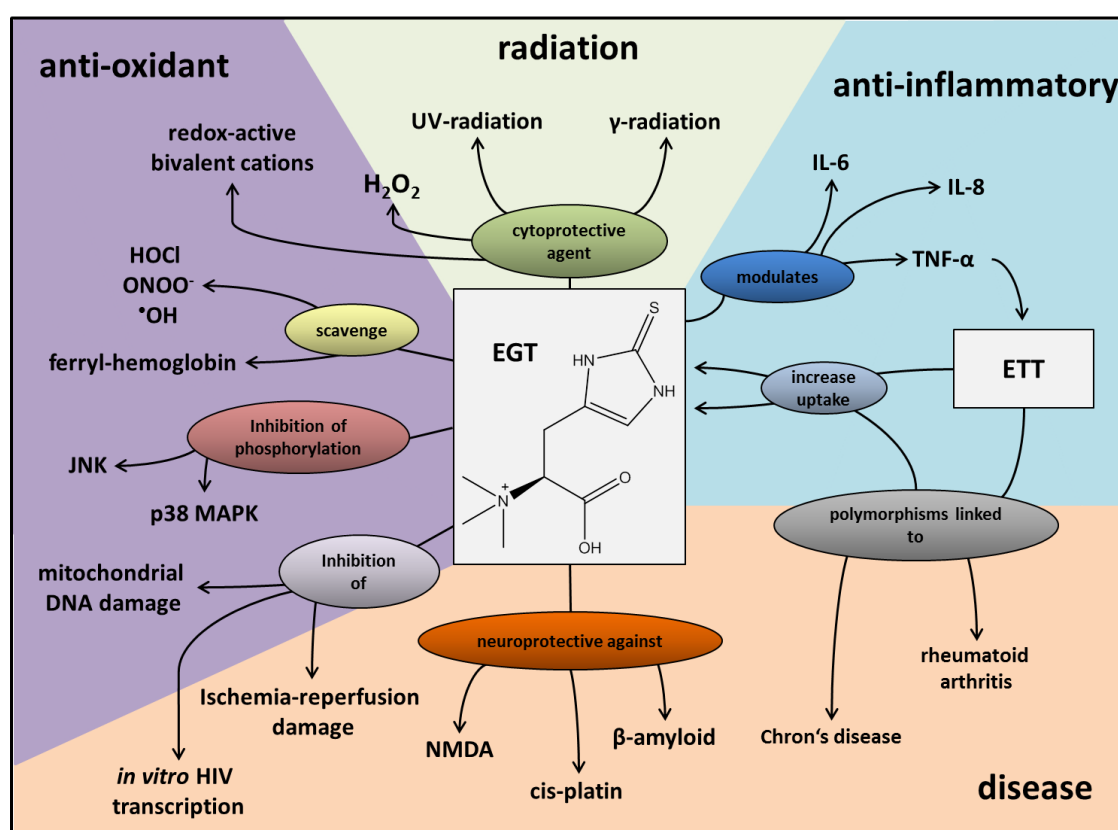 anti-oxidant
radiation
anti-inflammatory
redox-active
bivalent cations
H₂O₂
UV-radiation
γ-radiation
cytoprotective
agent
IL-6
IL-8
TNF-α
modulates
HOCl
ONOO⁻
•OH
scavenge
ferryl-hemoglobin
EGT
S
HN
NH
N
+
O
OH
increase
uptake
ETT
Inhibition of
phosphorylation
JNK
p38 MAPK
polymorphisms linked
to
Inhibition
of
mitochondrial
DNA damage
neuroprotective against
Ischemia-reperfusion
damage
in vitro HIV
transcription
NMDA
cis-platin
β-amyloid
rheumatoid
arthritis
Chron‘s disease
disease